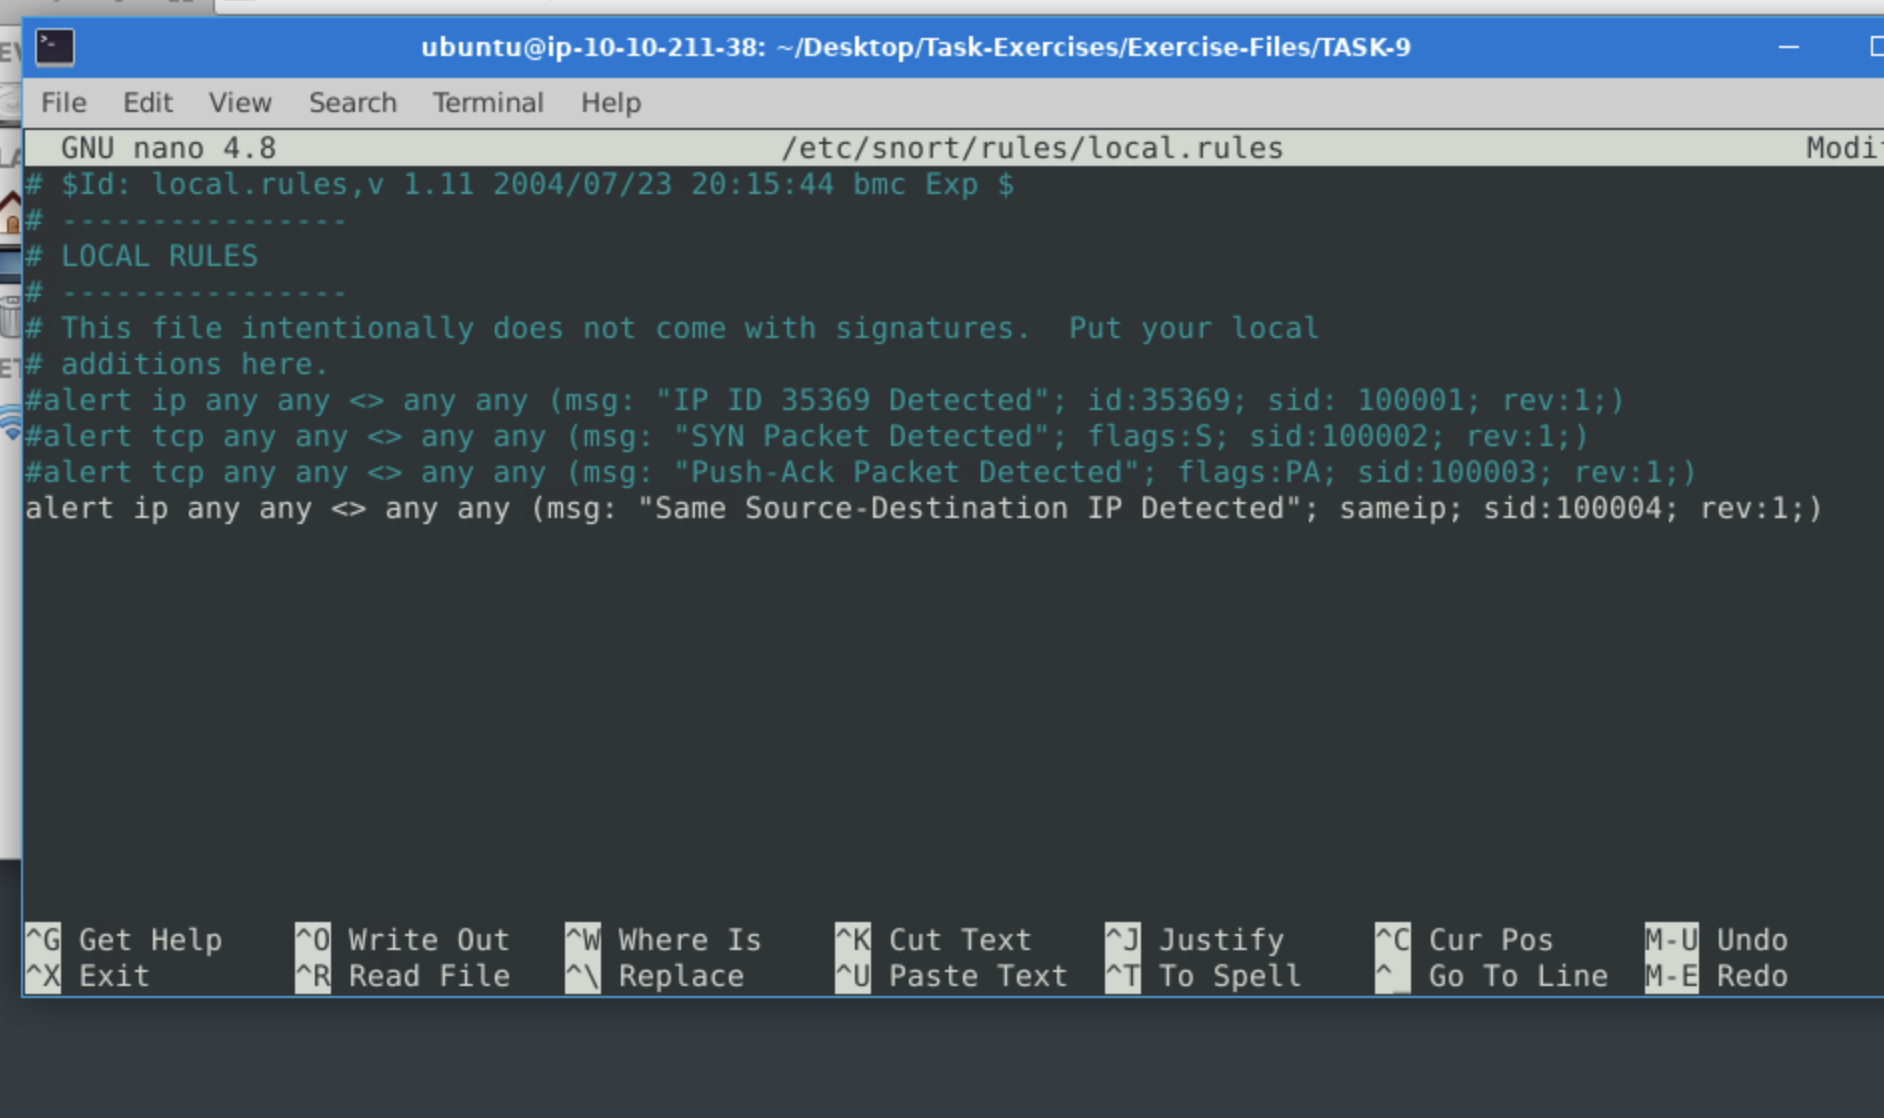 ubuntu@ip-10-10-211-38: ~/Desktop/Task-Exercises/Exercise-Files/TASK-9
File Edit View Search Terminal Help
GNU nano 4.8 /etc/snort/rules/local.rules
# $Id: local.rules,v 1.11 2004/07/23 20:15:44 bmc Exp $
# ----------------
# LOCAL RULES
# ----------------
# This file intentionally does not come with signatures.  Put your local
# additions here.
#alert ip any any <> any any (msg: "IP ID 35369 Detected"; id:35369; sid: 100001; rev:1;)
#alert tcp any any <> any any (msg: "SYN Packet Detected"; flags:S; sid:100002; rev:1;)
#alert tcp any any <> any any (msg: "Push-Ack Packet Detected"; flags:PA; sid:100003; rev:1;)
alert ip any any <> any any (msg: "Same Source-Destination IP Detected"; sameip; sid:100004; rev:1;)
^G Get Help ^O Write Out ^W Where Is ^K Cut Text ^J Justify ^C Cur Pos M-U Undo
^X Exit ^R Read File ^\ Replace ^U Paste Text ^T To Spell ^_ Go To Line M-E Redo